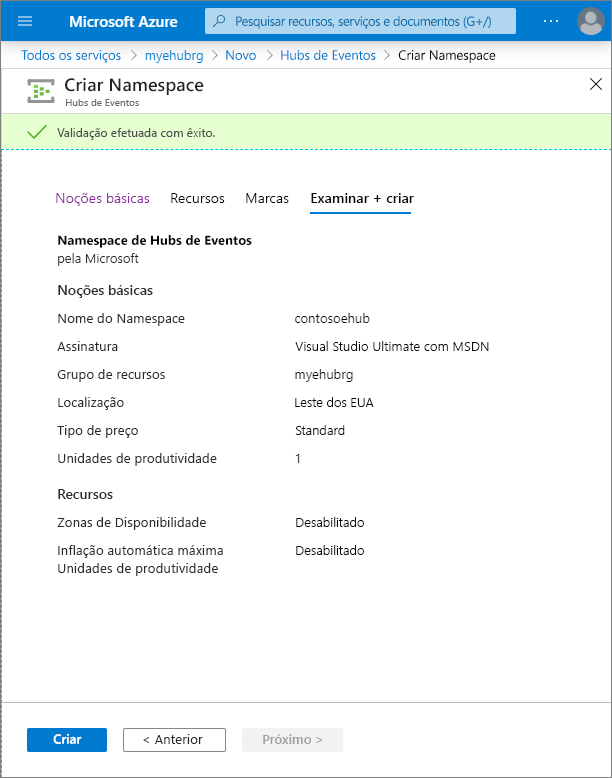 Microsoft Azure
Pesquisar recursos, serviços e documentos (G+/)
Todos os serviços > myehubrg > Novo > Hubs de Eventos > Criar Namespace
Criar Namespace
Hubs de Eventos
Validação efetuada com êxito.
Noções básicas Recursos Marcas Examinar + criar
Namespace de Hubs de Eventos
pela Microsoft
Noções básicas
Nome do Namespace contosoehub
Assinatura Visual Studio Ultimate com MSDN
Grupo de recursos myehubrg
Localização Leste dos EUA
Tipo de preço Standard
Unidades de produtividade 1
Recursos
Zonas de Disponibilidade Desabilitado
Inflação automática máxima Desabilitado
Unidades de produtividade
Criar < Anterior Próximo >